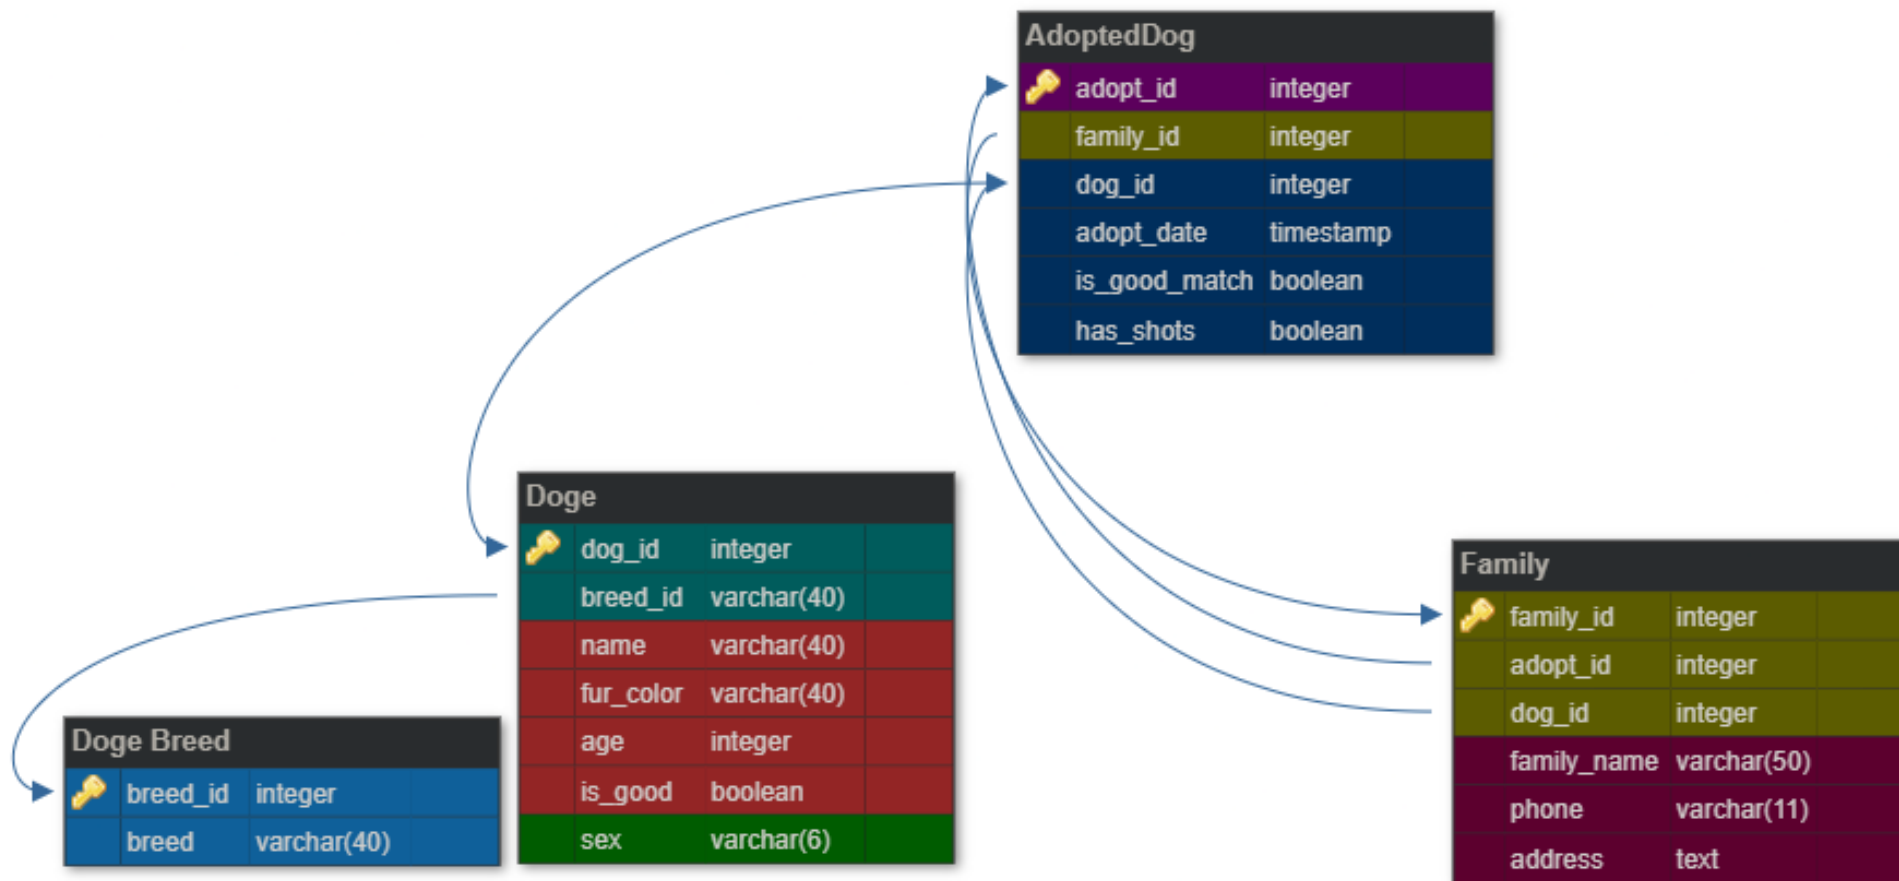 AdoptedDog
adopt_id integer
family_id integer
dog_id integer
adopt_date timestamp
is_good_match boolean
has_shots boolean
Doge
dog_id integer
breed_id varchar(40)
name varchar(40)
fur_color varchar(40)
age integer
is_good boolean
sex varchar(6)
Family
family_id integer
adopt_id integer
dog_id integer
family_name varchar(50)
phone varchar(11)
address text
Doge Breed
breed_id integer
breed varchar(40)